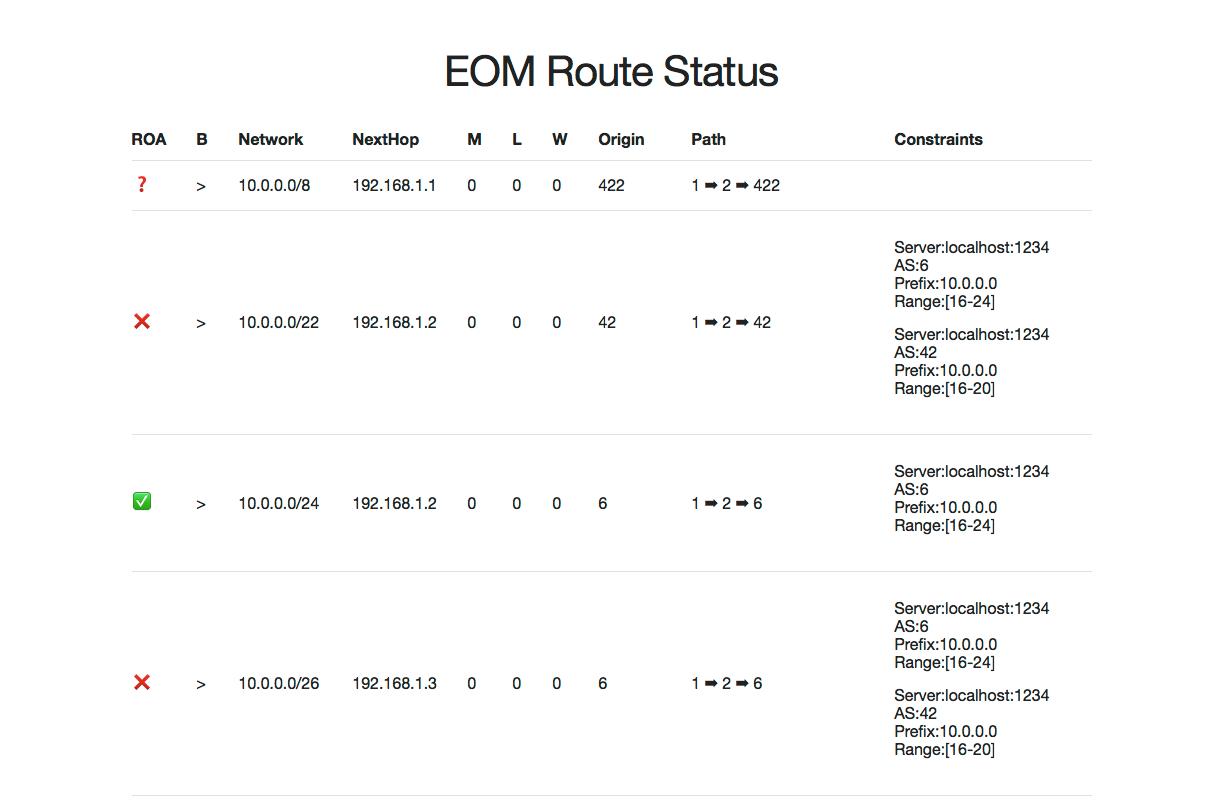 EOM Route Status
ROA B Network NextHop M L W Origin Path Constraints
❓ > 10.0.0.0/8 192.168.1.1 0 0 0 422 1 ➡ 2 ➡ 422
Server:localhost:1234
AS:6
Prefix:10.0.0.0
Range:[16-24]
❌ > 10.0.0.0/22 192.168.1.2 0 0 0 42 1 ➡ 2 ➡ 42
Server:localhost:1234
AS:42
Prefix:10.0.0.0
Range:[16-20]
Server:localhost:1234
AS:6
✅ > 10.0.0.0/24 192.168.1.2 0 0 0 6 1 ➡ 2 ➡ 6
Prefix:10.0.0.0
Range:[16-24]
Server:localhost:1234
AS:6
Prefix:10.0.0.0
Range:[16-24]
❌ > 10.0.0.0/26 192.168.1.3 0 0 0 6 1 ➡ 2 ➡ 6
Server:localhost:1234
AS:42
Prefix:10.0.0.0
Range:[16-20]